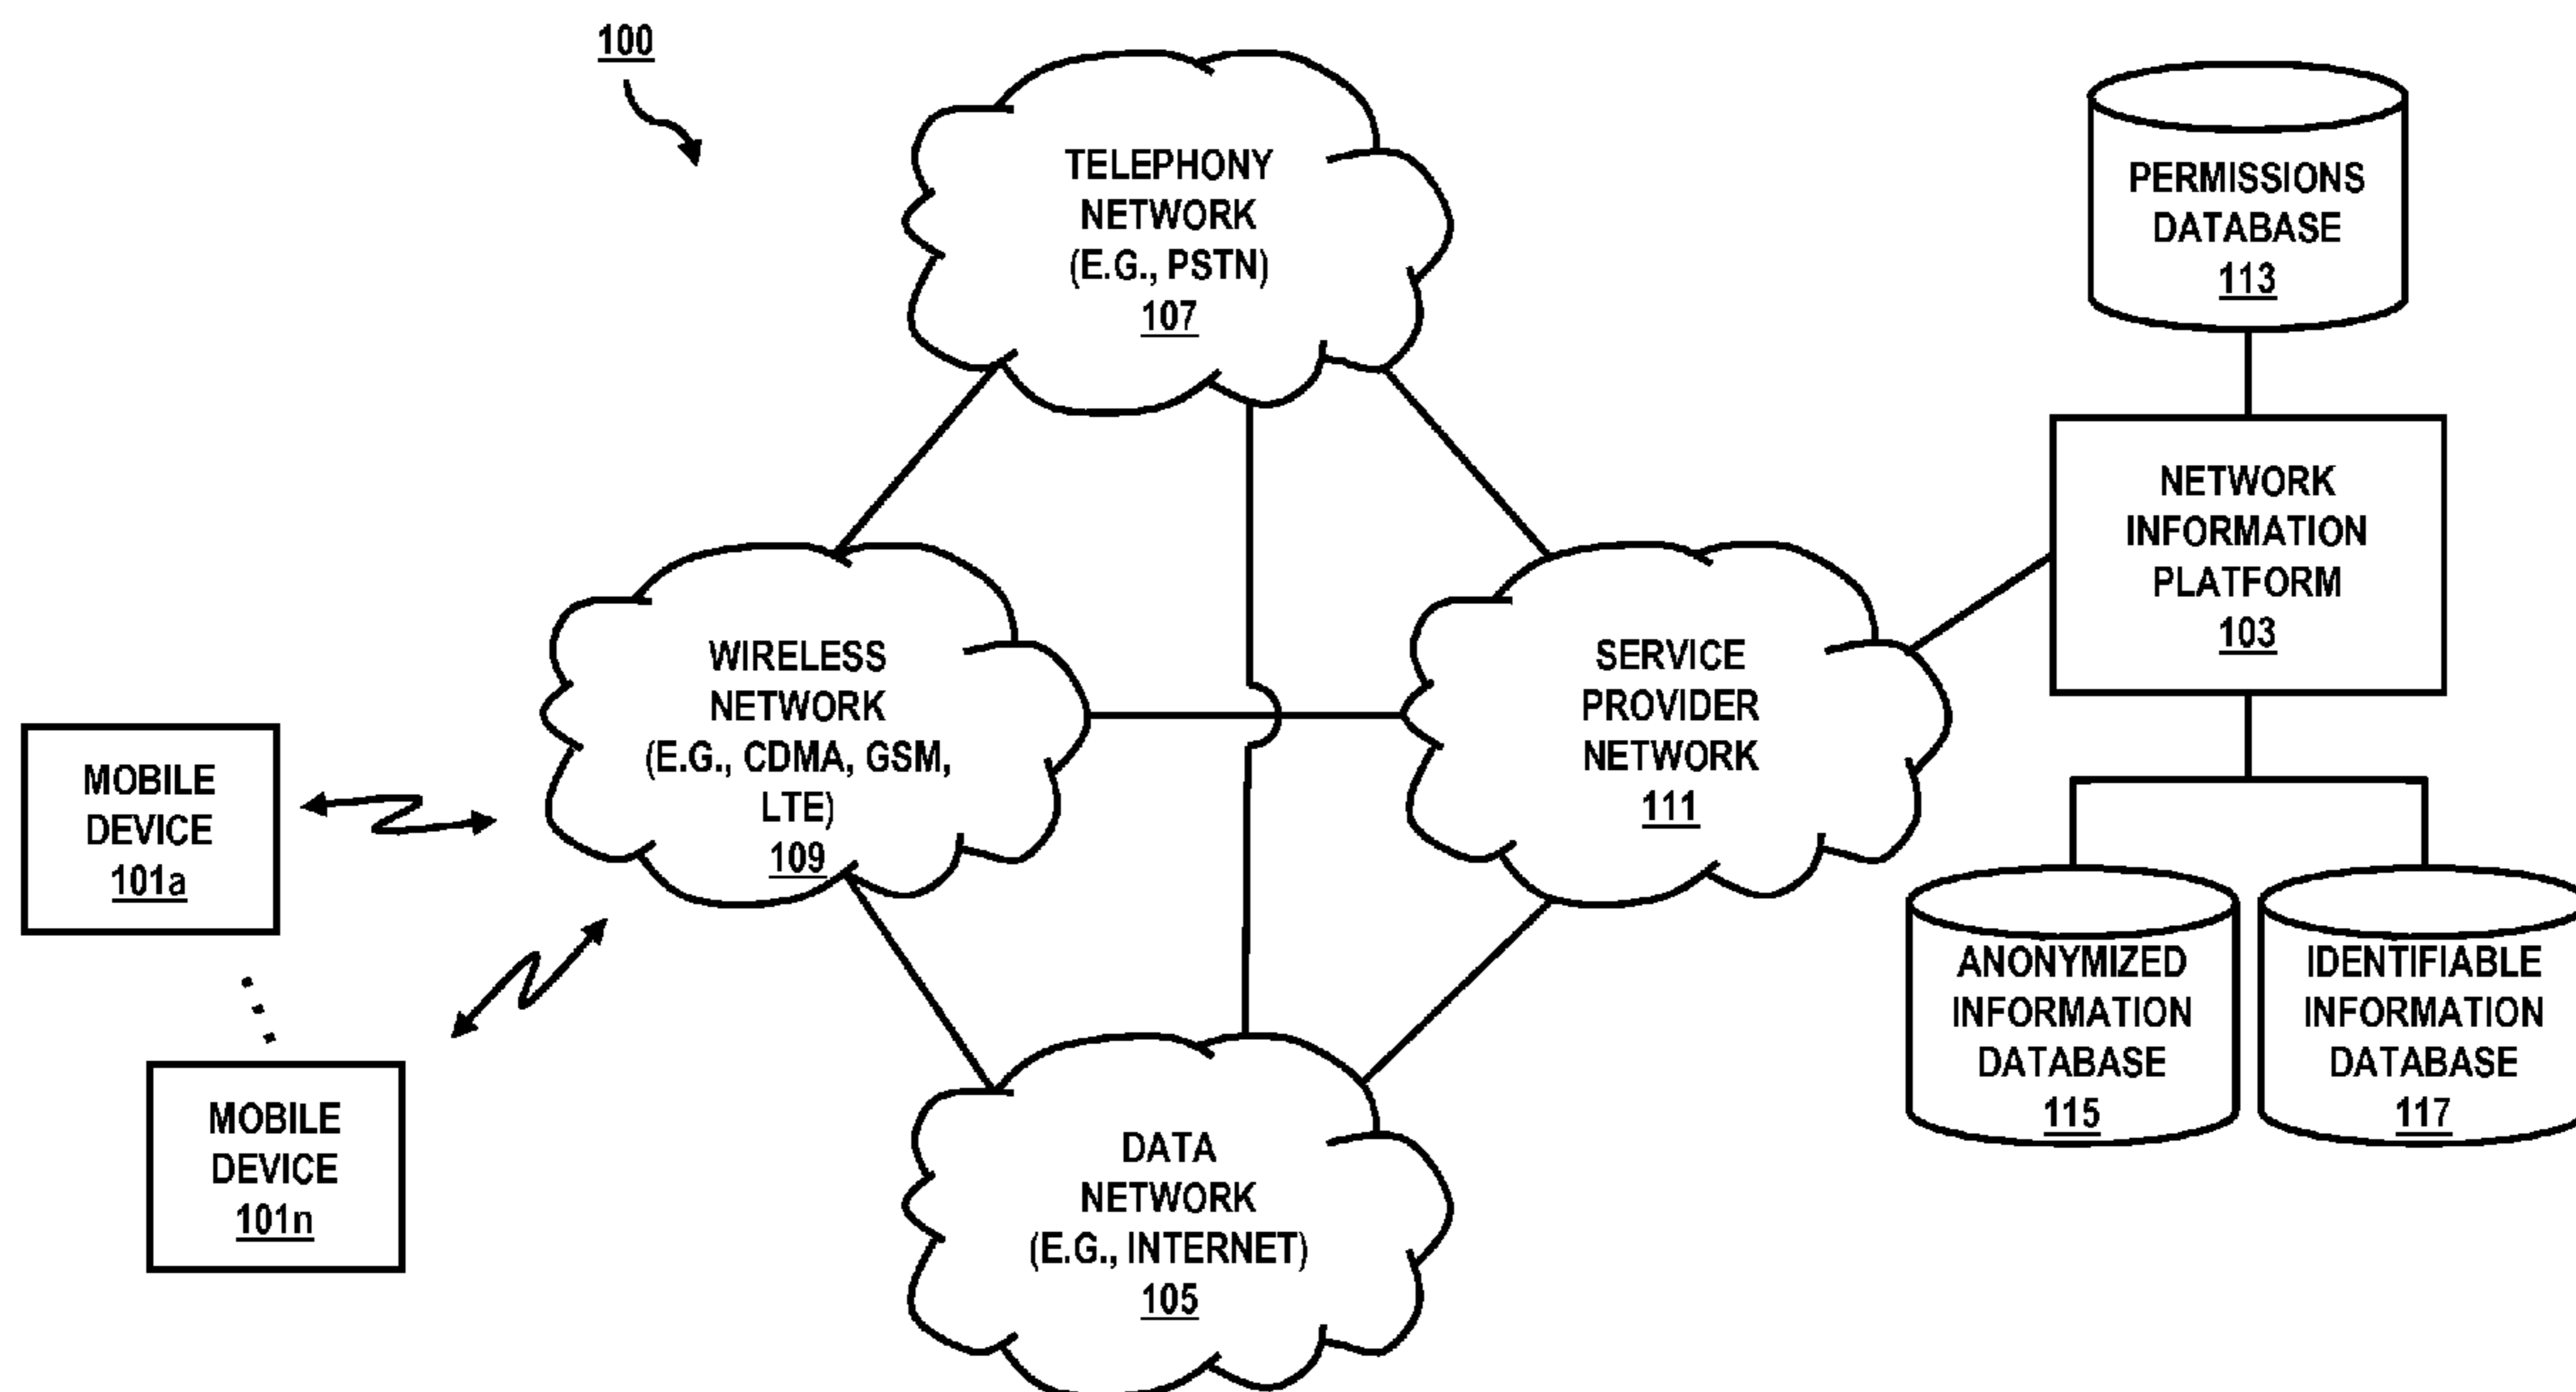 100
TELEPHONY
NETWORK
(E.G., PSTN)
107
PERMISSIONS
DATABASE
113
NETWORK
INFORMATION
PLATFORM
103
WIRELESS
NETWORK
(E.G., CDMA, GSM,
LTE)
109
SERVICE
PROVIDER
NETWORK
111
MOBILE
DEVICE
101a
MOBILE
DEVICE
101n
DATA
NETWORK
(E.G., INTERNET)
105
ANONYMIZED
INFORMATION
DATABASE
115
IDENTIFIABLE
INFORMATION
DATABASE
117